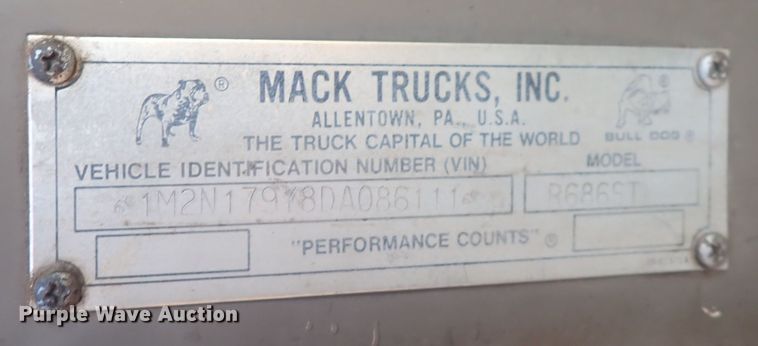 MACK TRUCKS, INC.
ALLENTOWN, PA., U.S.A.
THE TRUCK CAPITAL OF THE WORLD
BULL DOG ®
VEHICLE IDENTIFICATION NUMBER (VIN)
MODEL
1M2N179Y8DA086111
R686ST
"PERFORMANCE COUNTS" ®
Purple Wave Auction